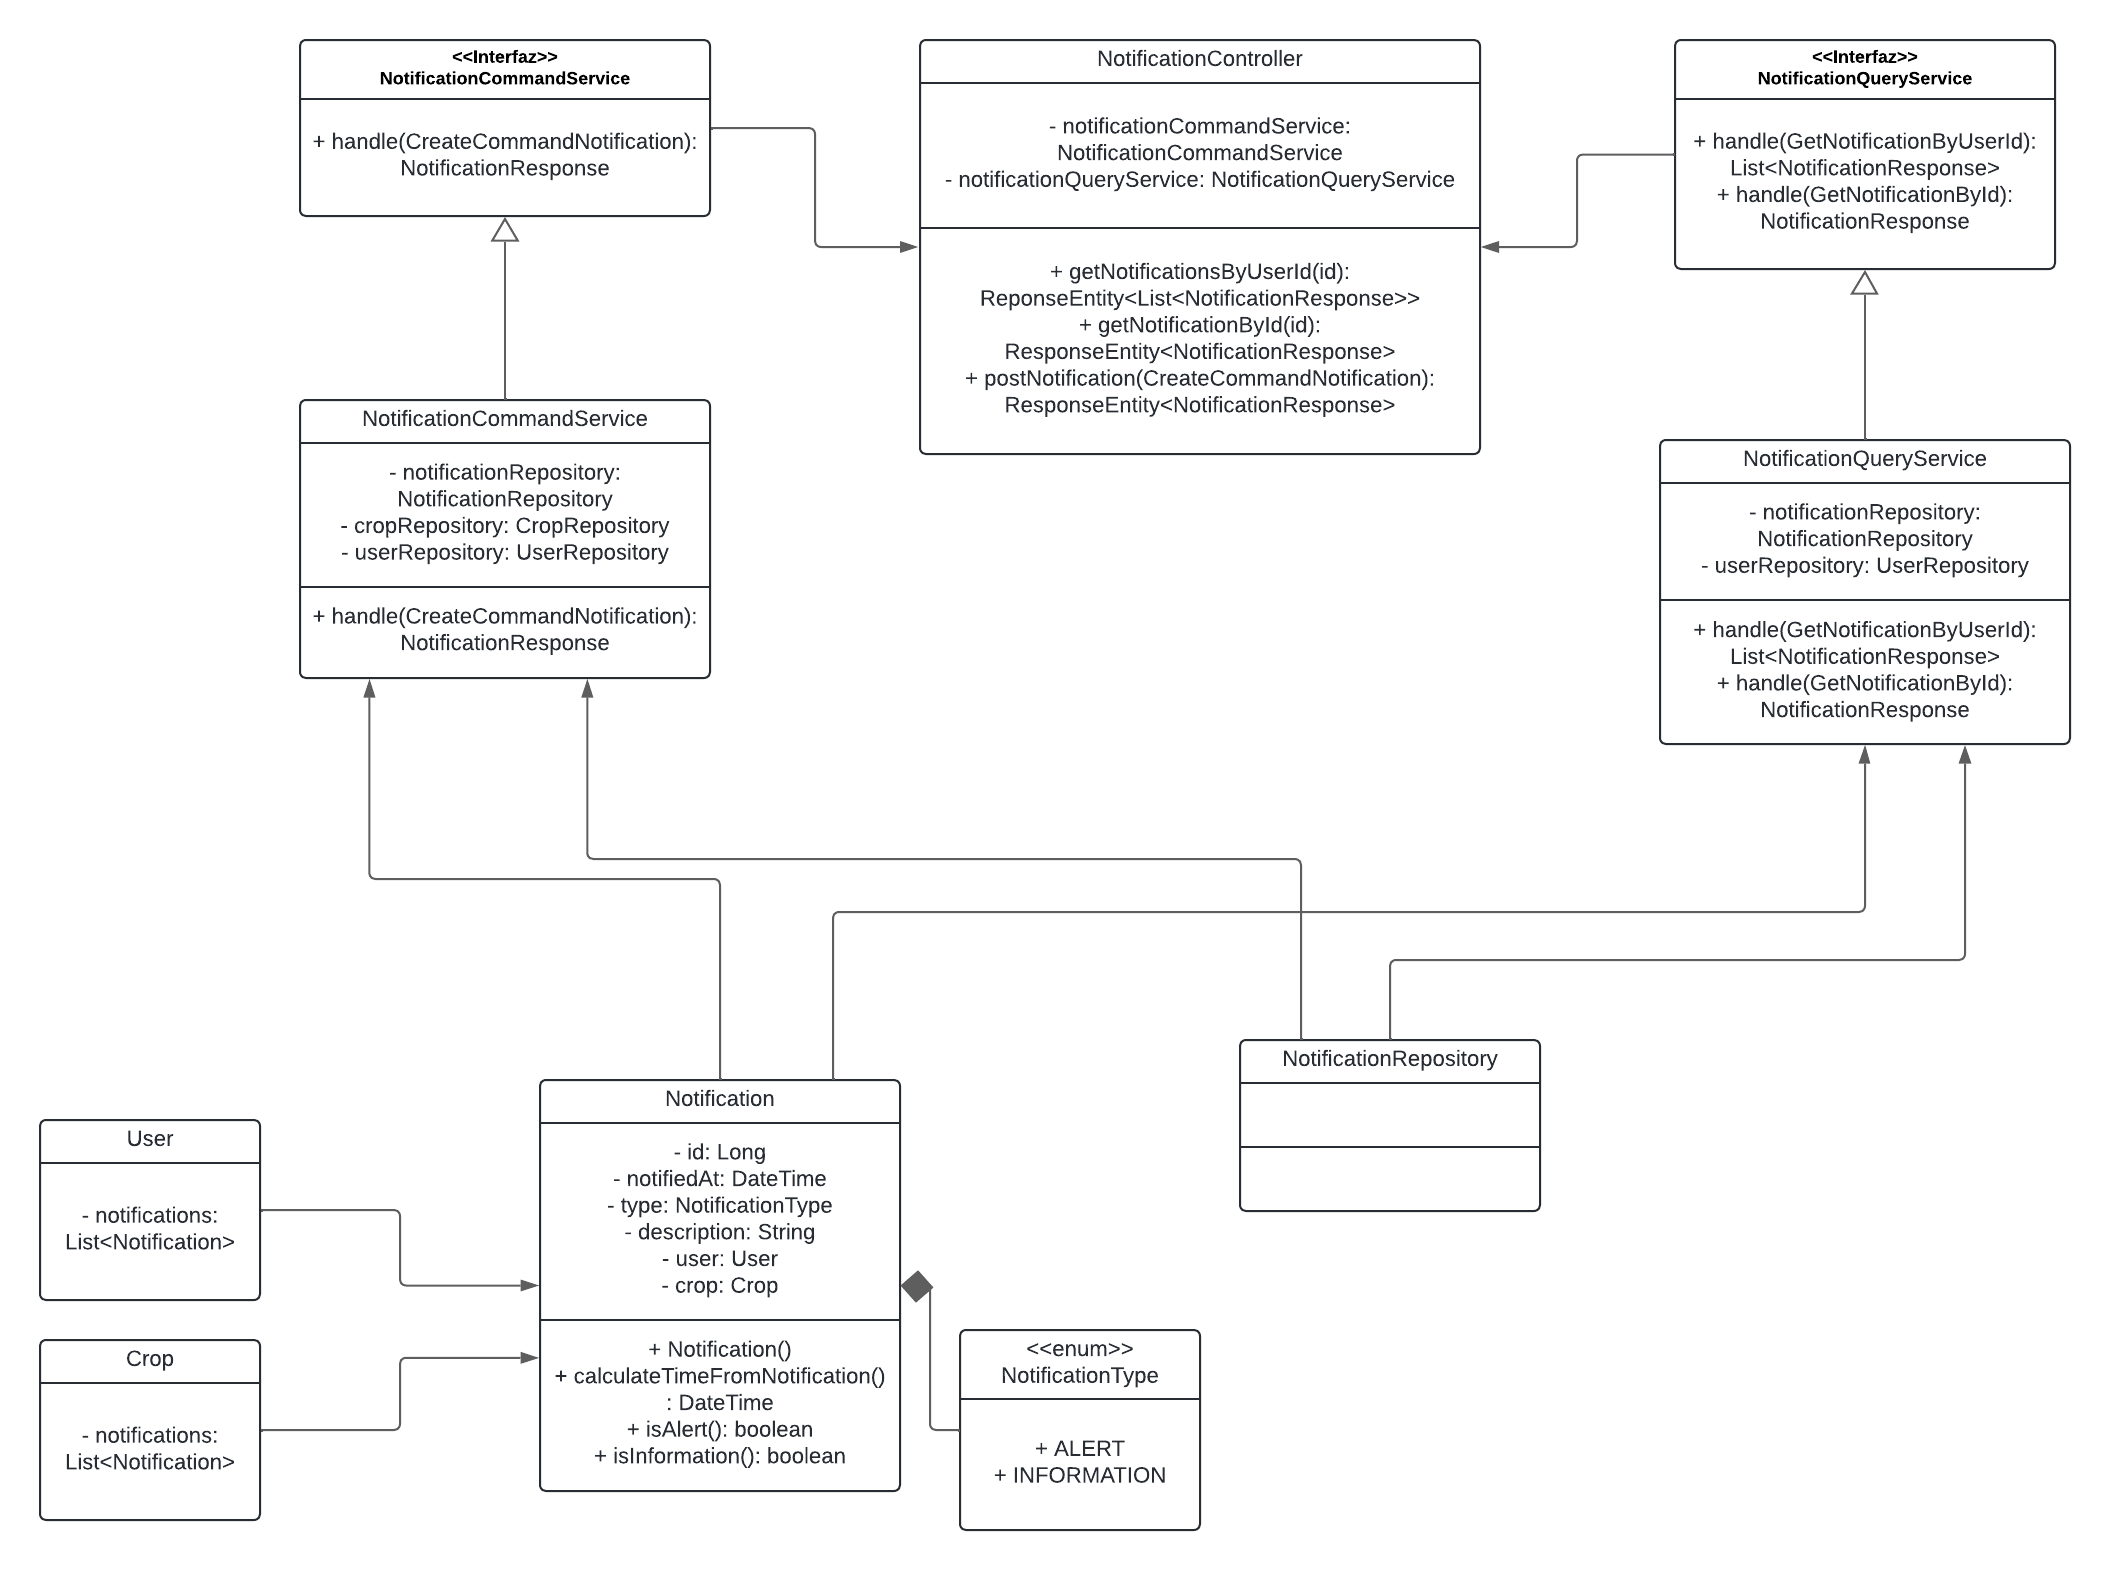 <<Interfaz>>
NotificationCommandService
+ handle(CreateCommandNotification):
NotificationResponse
NotificationController
- notificationCommandService:
NotificationCommandService
- notificationQueryService: NotificationQueryService
+ getNotificationsByUserId(id):
ReponseEntity<List<NotificationResponse>>
+ getNotificationById(id):
ResponseEntity<NotificationResponse>
+ postNotification(CreateCommandNotification):
ResponseEntity<NotificationResponse>
<<Interfaz>>
NotificationQueryService
+ handle(GetNotificationByUserId):
List<NotificationResponse>
+ handle(GetNotificationById):
NotificationResponse
NotificationCommandService
- notificationRepository:
NotificationRepository
- cropRepository: CropRepository
- userRepository: UserRepository
+ handle(CreateCommandNotification):
NotificationResponse
NotificationQueryService
- notificationRepository:
NotificationRepository
- userRepository: UserRepository
+ handle(GetNotificationByUserId):
List<NotificationResponse>
+ handle(GetNotificationById):
NotificationResponse
NotificationRepository
Notification
- id: Long
- notifiedAt: DateTime
- type: NotificationType
- description: String
- user: User
- crop: Crop
+ Notification()
+ calculateTimeFromNotification()
: DateTime
+ isAlert(): boolean
+ isInformation(): boolean
User
- notifications:
List<Notification>
Crop
- notifications:
List<Notification>
<<enum>>
NotificationType
+ ALERT
+ INFORMATION